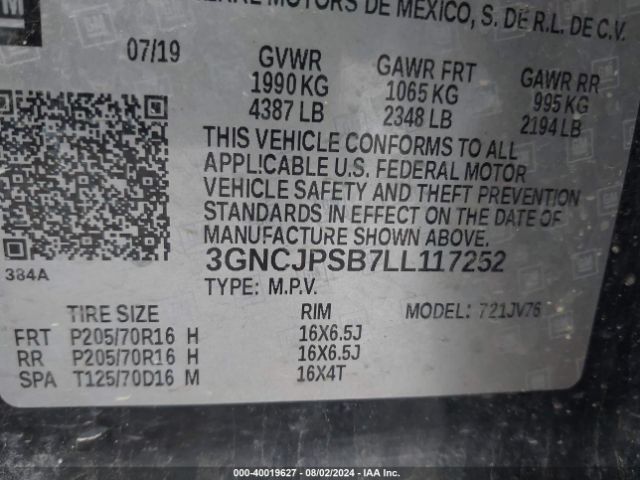 GM
MOTORS DE MEXICO, S. DE R.L. DE C.V.
07/19
GVWR GAWR FRT GAWR RR
1990 KG 1065 KG 995 KG
4387 LB 2348 LB 2194 LB
THIS VEHICLE CONFORMS TO ALL
APPLICABLE U.S. FEDERAL MOTOR
VEHICLE SAFETY AND THEFT PREVENTION
STANDARDS IN EFFECT ON THE DATE OF
MANUFACTURE SHOWN ABOVE.
3GNCJPSB7LL117252
384A
TYPE: M.P.V.
TIRE SIZE RIM MODEL: 721JV76
FRT P205/70R16 H 16X6.5J
RR P205/70R16 H 16X6.5J
SPA T125/70D16 M 16X4T
000-40019627 - 08/02/2024 - IAA Inc.